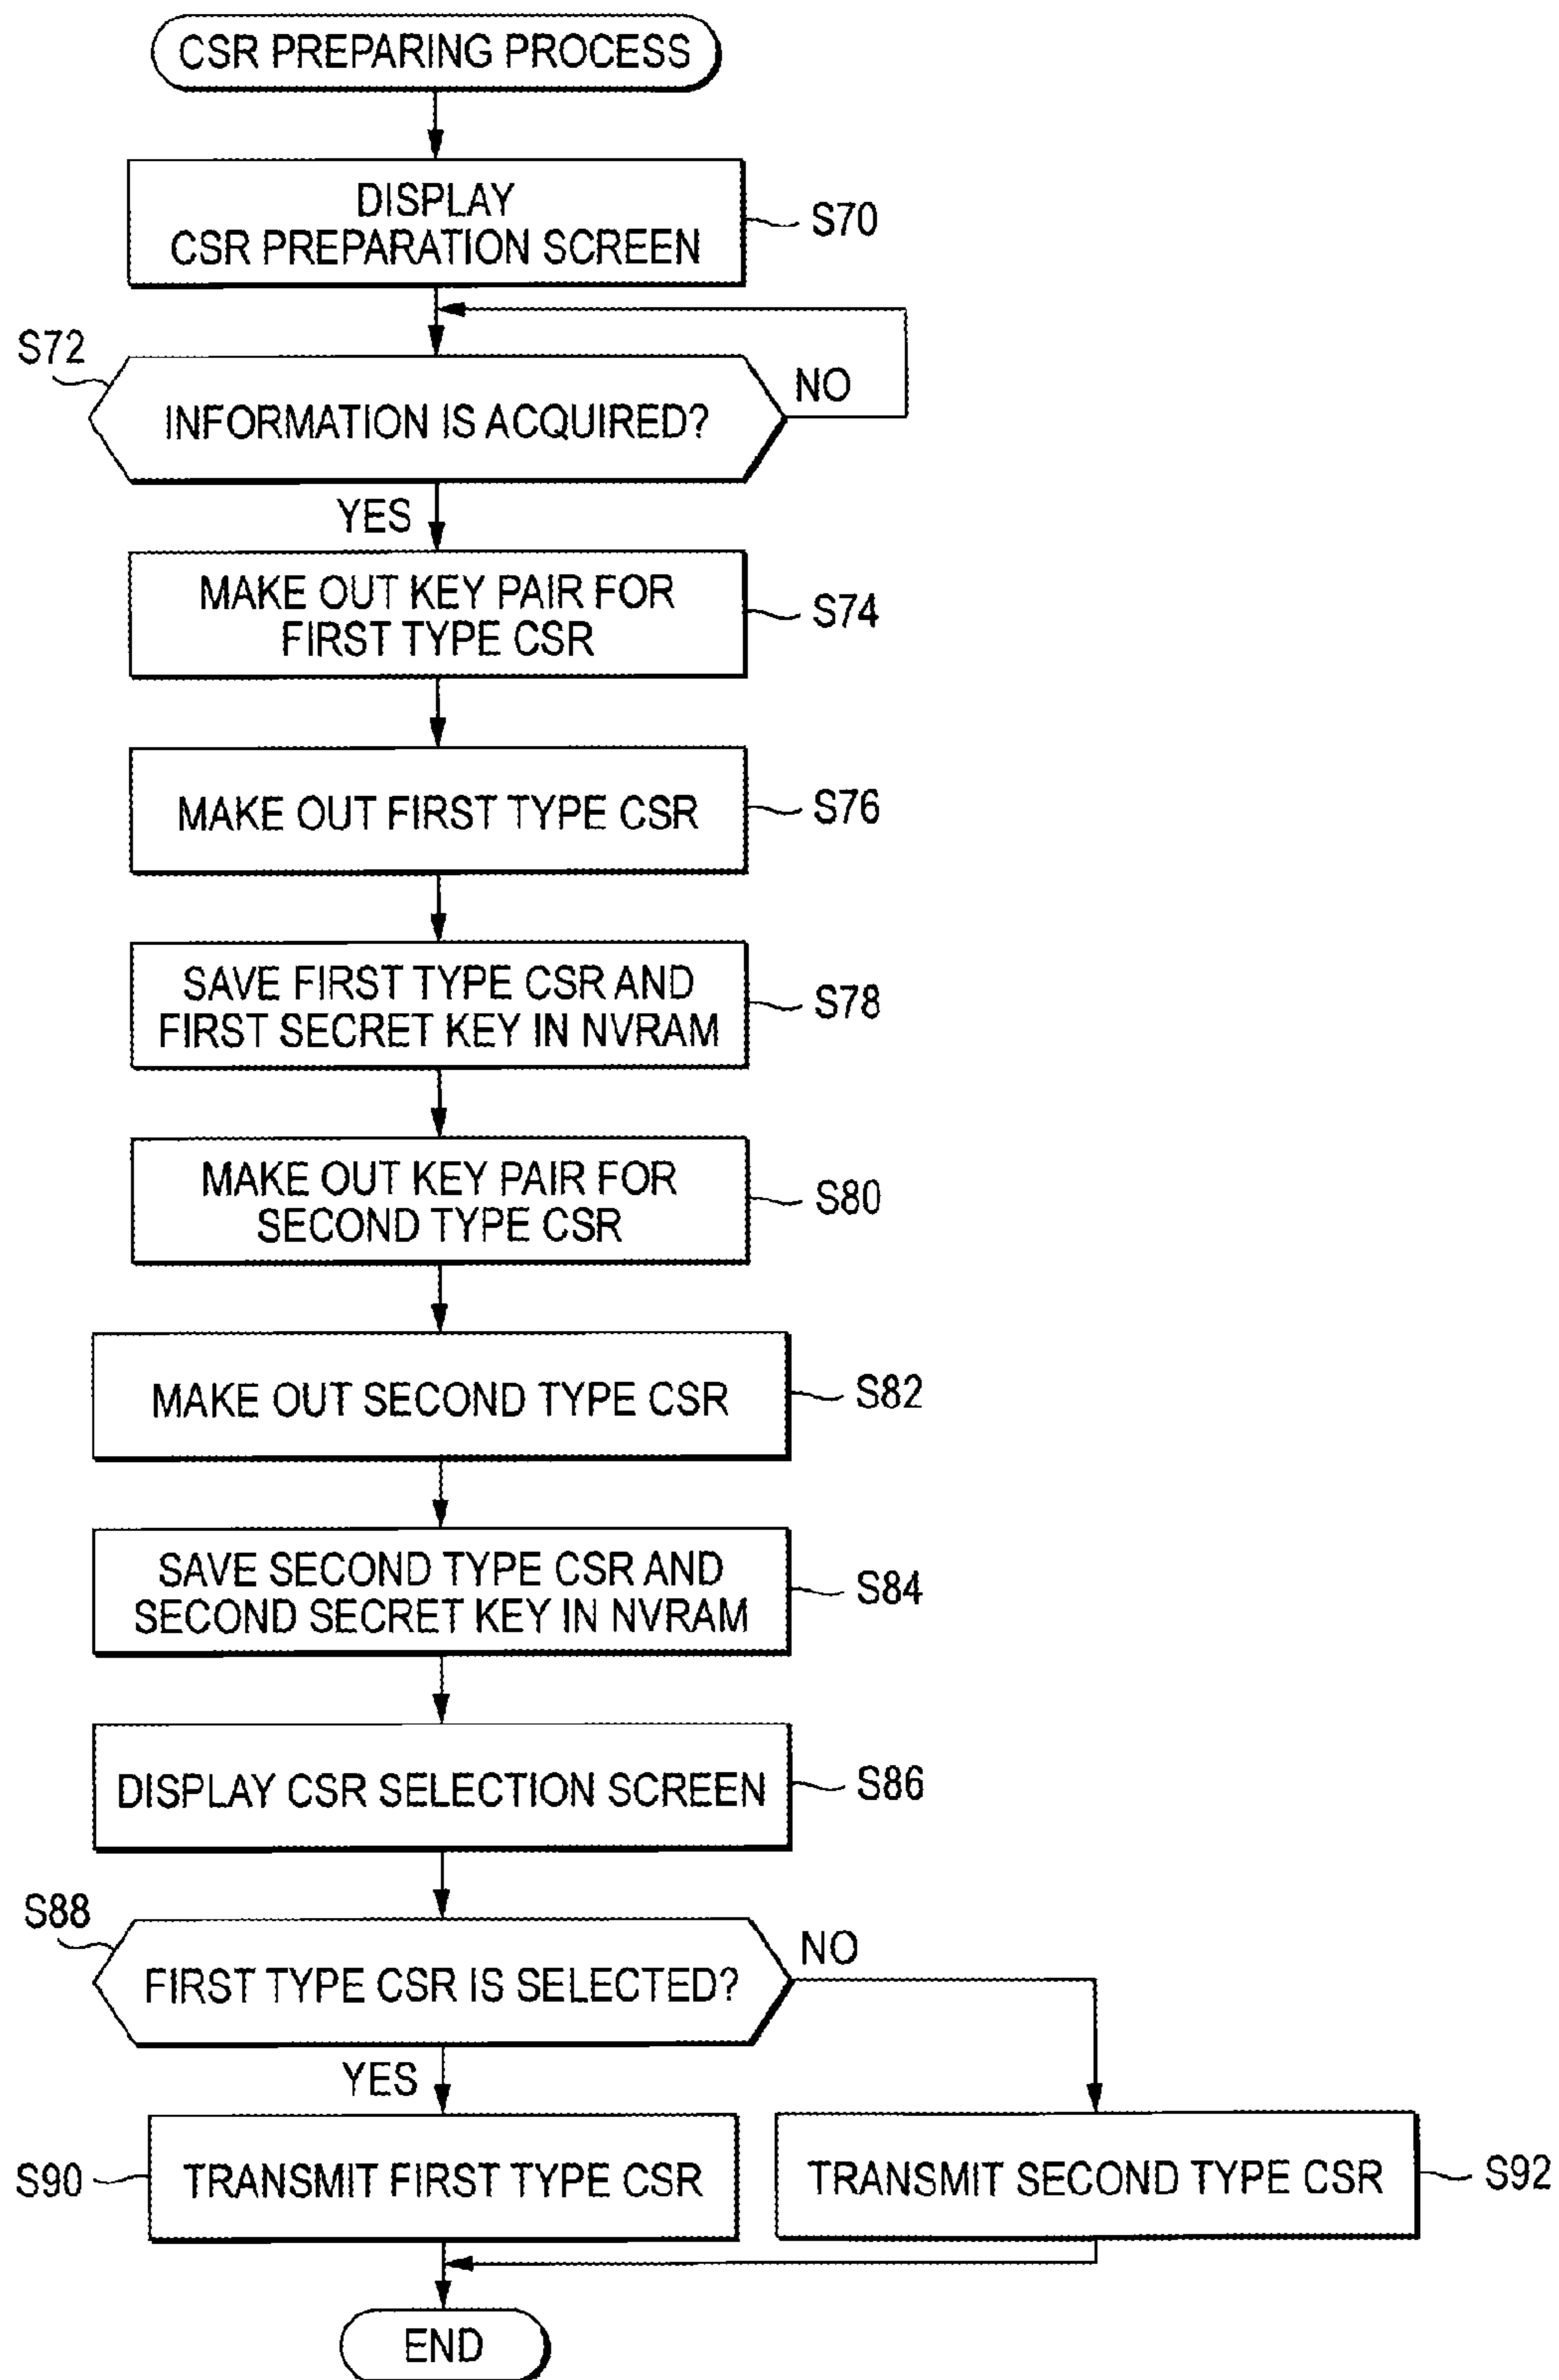 CSR PREPARING PROCESS
DISPLAY
CSR PREPARATION SCREEN
S70
S72
INFORMATION IS ACQUIRED?
NO
YES
MAKE OUT KEY PAIR FOR
FIRST TYPE CSR
S74
MAKE OUT FIRST TYPE CSR
S76
SAVE FIRST TYPE CSR AND
FIRST SECRET KEY IN NVRAM
S78
MAKE OUT KEY PAIR FOR
SECOND TYPE CSR
S80
MAKE OUT SECOND TYPE CSR
S82
SAVE SECOND TYPE CSR AND
SECOND SECRET KEY IN NVRAM
S84
DISPLAY CSR SELECTION SCREEN
S86
S88
FIRST TYPE CSR IS SELECTED?
NO
YES
S90
TRANSMIT FIRST TYPE CSR
TRANSMIT SECOND TYPE CSR
S92
END